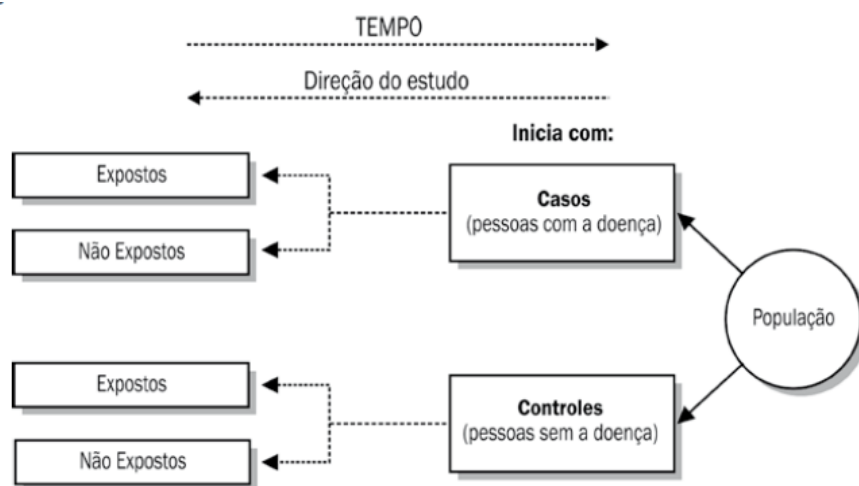 TEMPO
Direção do estudo
Inicia com:
Expostos
Casos
(pessoas com a doença)
Não Expostos
População
Expostos
Controles
(pessoas sem a doença)
Não Expostos